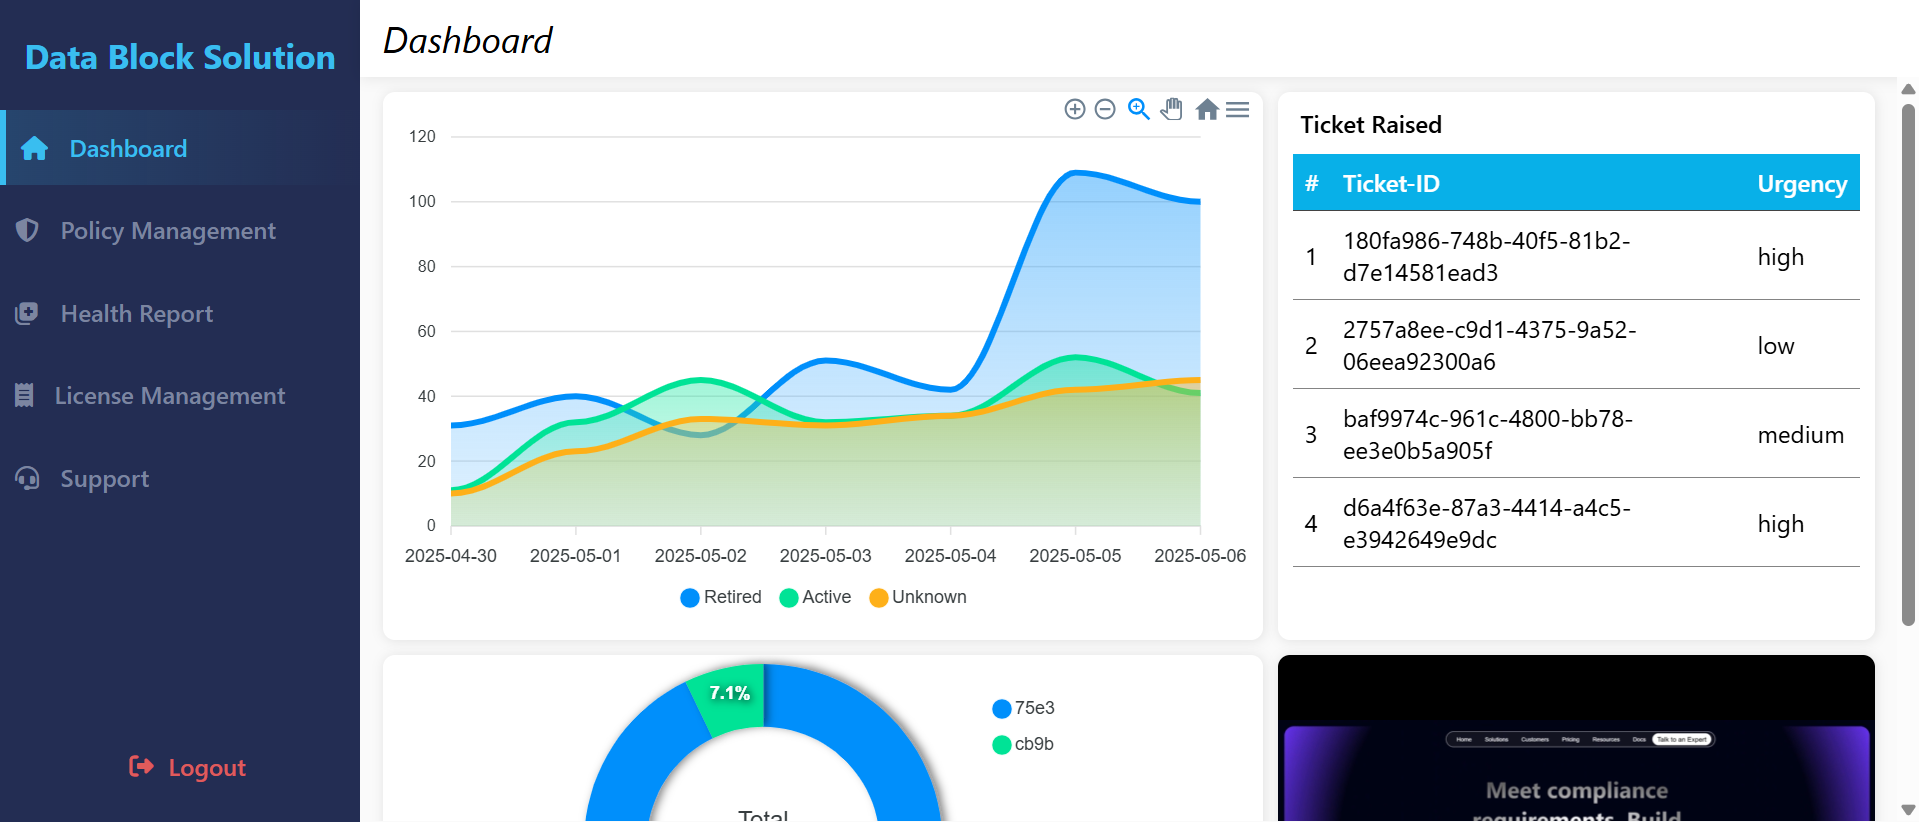 Data Block Solution
Dashboard
Policy Management
Health Report
License Management
Support
Logout
Dashboard
120
100
80
60
40
20
0
2025-04-30 2025-05-01 2025-05-02 2025-05-03 2025-05-04 2025-05-05 2025-05-06
Retired Active Unknown
Ticket Raised
# Ticket-ID Urgency
1 180fa986-748b-40f5-81b2- high
d7e14581ead3
2 2757a8ee-c9d1-4375-9a52- low
06eea92300a6
3 baf9974c-961c-4800-bb78- medium
ee3e0b5a905f
4 d6a4f63e-87a3-4414-a4c5- high
e3942649e9dc
7.1%
75e3
cb9b
Total
Home Solutions Customers Pricing Resources Docs Talk to an Expert
Meet compliance
requirements. Build